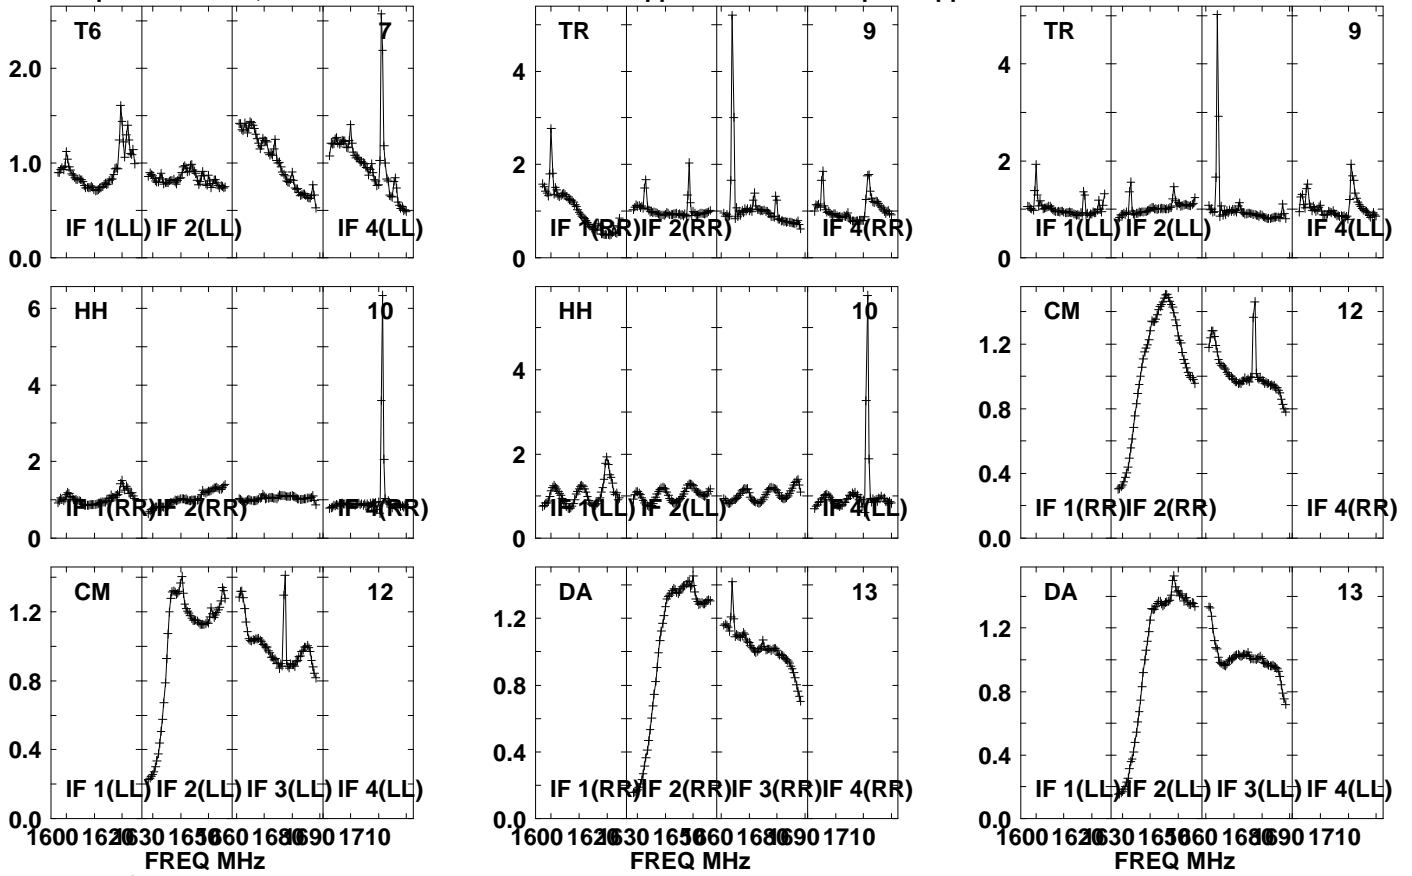 T6 7 TR 9 TR 9
2.0 4 4
1.0 2 2
IF 1(LL) IF 2(LL) IF 4(LL) IF 1(RR) IF 2(RR) IF 4(RR) IF 1(LL) IF 2(LL) IF 4(LL)
0.0 0 0
HH 10 HH 10 CM 12
6
4 4 1.2
2 2 0.8
0.4
IF 1(RR) IF 2(RR) IF 4(RR) IF 1(LL) IF 2(LL) IF 4(LL) IF 1(RR) IF 2(RR) IF 4(RR)
0 0 0.0
CM 12 DA 13 DA 13
1.2 1.2 1.2
0.8 0.8 0.8
0.4 0.4 0.4
IF 1(LL) IF 2(LL) IF 3(LL) IF 4(LL) IF 1(RR) IF 2(RR) IF 3(RR) IF 4(RR) IF 1(LL) IF 2(LL) IF 3(LL) IF 4(LL)
0.0 0.0 0.0
1600 1620 1630 1650 1660 1680 1690 1710 1600 1620 1630 1650 1660 1680 1690 1710 1600 1620 1630 1650 1660 1680 1690 1710
FREQ MHz FREQ MHz FREQ MHz